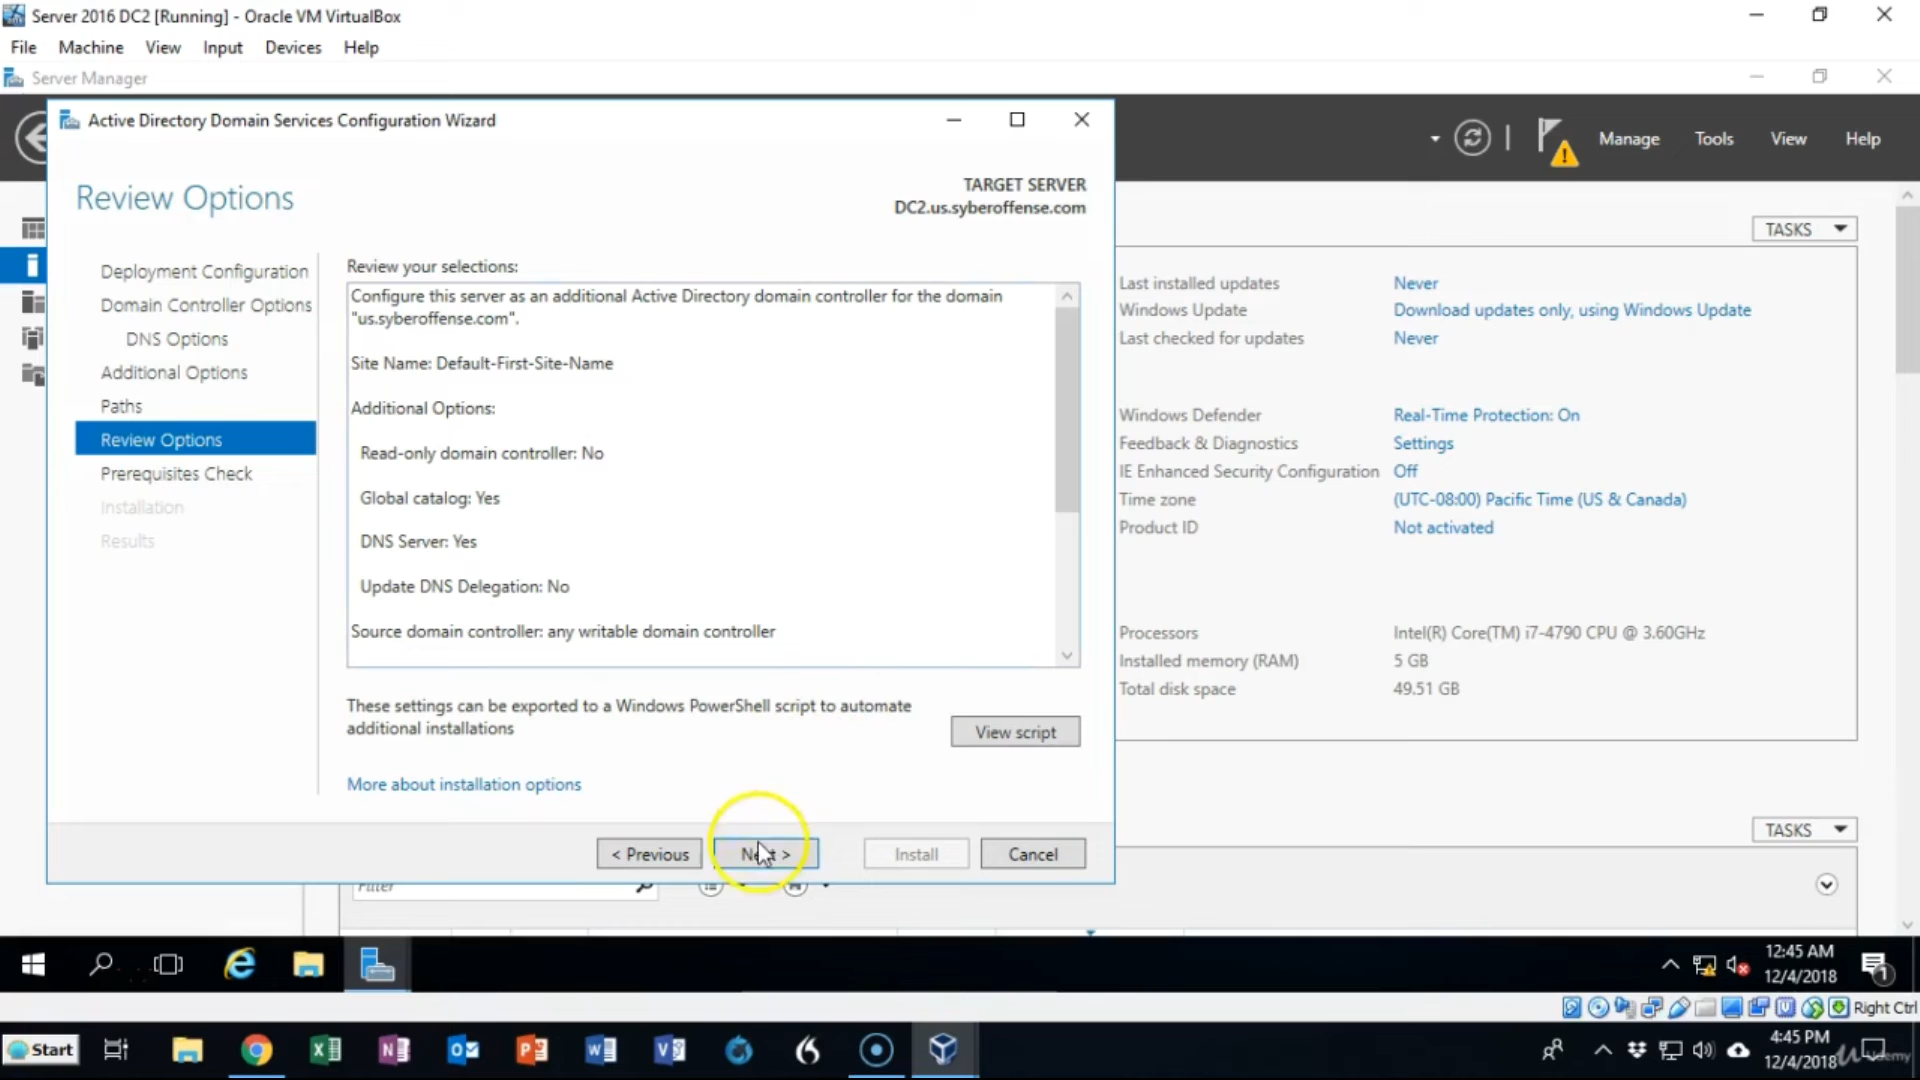 Server 2016 DC2 [Running] - Oracle VM VirtualBox
File Machine View Input Devices Help
Server Manager
Active Directory Domain Services Configuration Wizard
Manage Tools View Help
Review Options
TARGET SERVER
DC2.us.syberoffense.com
Deployment Configuration
Domain Controller Options
DNS Options
Additional Options
Paths
Review Options
Prerequisites Check
Installation
Results
Review your selections:
Configure this server as an additional Active Directory domain controller for the domain
"us.syberoffense.com".
Site Name: Default-First-Site-Name
Additional Options:
Read-only domain controller: No
Global catalog: Yes
DNS Server: Yes
Update DNS Delegation: No
Source domain controller: any writable domain controller
These settings can be exported to a Windows PowerShell script to automate
additional installations
View script
More about installation options
< Previous
Next >
Install
Cancel
TASKS
Last installed updates Never
Windows Update Download updates only, using Windows Update
Last checked for updates Never
Windows Defender Real-Time Protection: On
Feedback & Diagnostics Settings
IE Enhanced Security Configuration Off
Time zone (UTC-08:00) Pacific Time (US & Canada)
Product ID Not activated
Processors Intel(R) Core(TM) i7-4790 CPU @ 3.60GHz
Installed memory (RAM) 5 GB
Total disk space 49.51 GB
TASKS
Filter
12:45 AM
12/4/2018
1
Right Ctrl
Start
4:45 PM
12/4/2018
Udemy